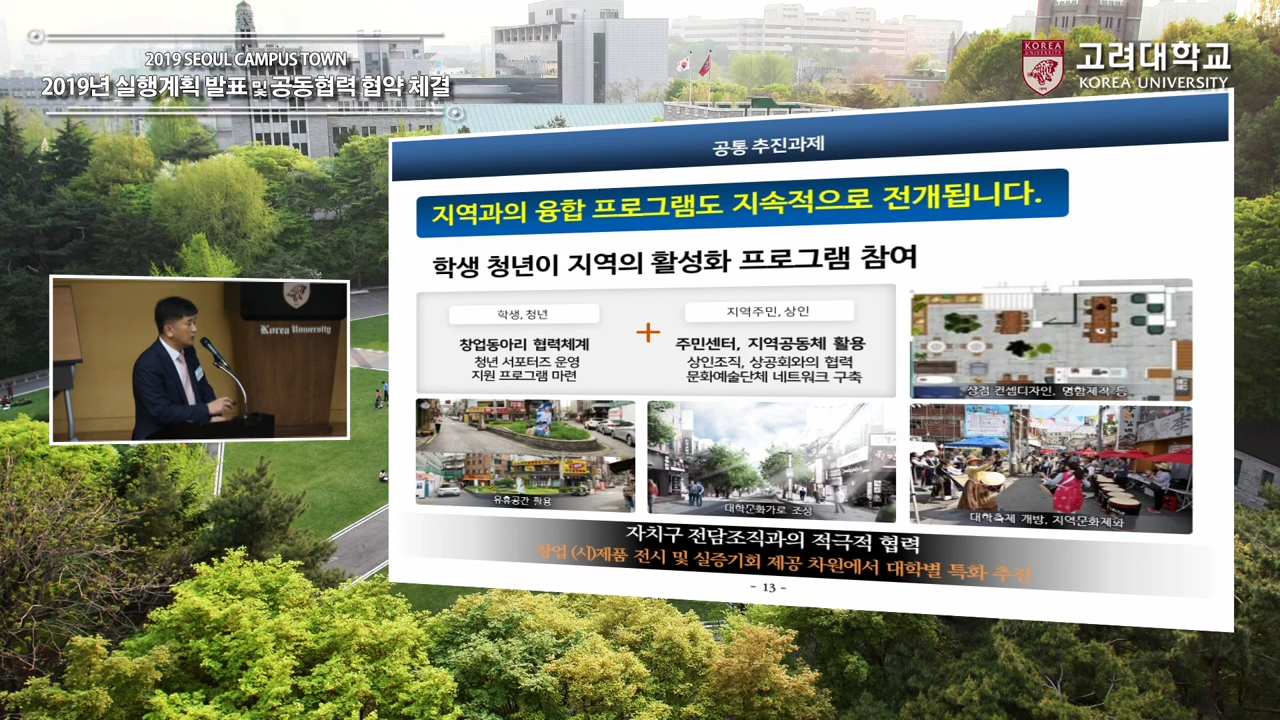 2019 SEOUL CAMPUS TOWN
2019년 실행계획 발표 및 공동협력 협약 체결
KOREA
UNIVERSITY
고려대학교
KOREA UNIVERSITY
공통 추진과제
지역과의 융합 프로그램도 지속적으로 전개됩니다.
학생 청년이 지역의 활성화 프로그램 참여
학생, 청년
창업동아리 협력체계
청년 서포터즈 운영
지원 프로그램 마련
+
지역주민, 상인
주민센터, 지역공동체 활용
상인조직, 상공회와의 협력
문화예술단체 네트워크 구축
상점 컨셉디자인, 명함제작 등
유휴공간 활용
대학문화가로 조성
대학축제 개방, 지역문화제와
자치구 전담조직과의 적극적 협력
창업 (시)제품 전시 및 실증기회 제공 차원에서 대학별 특화 추진
- 13 -
Korea University